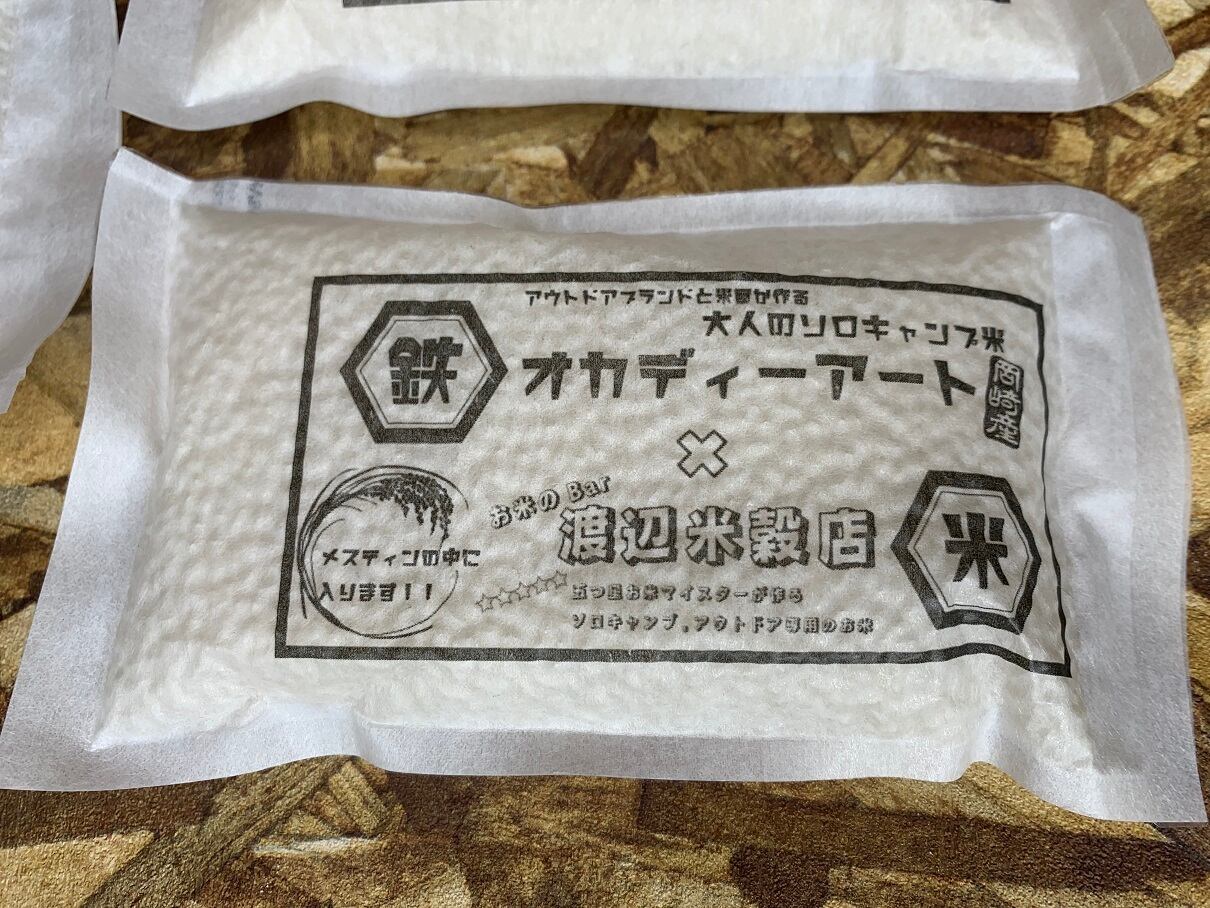 アウトドアブランドと米屋が作る
大人のソロキャンプ米
鉄
オカディーアート
岡崎産
×
お米のBar
渡辺米穀店
米
メスティンの中に
入ります!!
☆☆☆☆☆
五つ星お米マイスターが作る
ソロキャンプ、アウトドア専用のお米